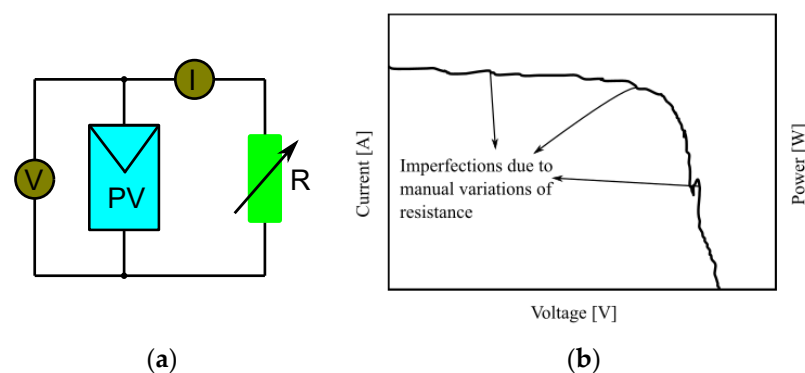 I
V
PV
R
(a)
Current [A]
Imperfections due to
manual variations of
resistance
Power [W]
Voltage [V]
(b)